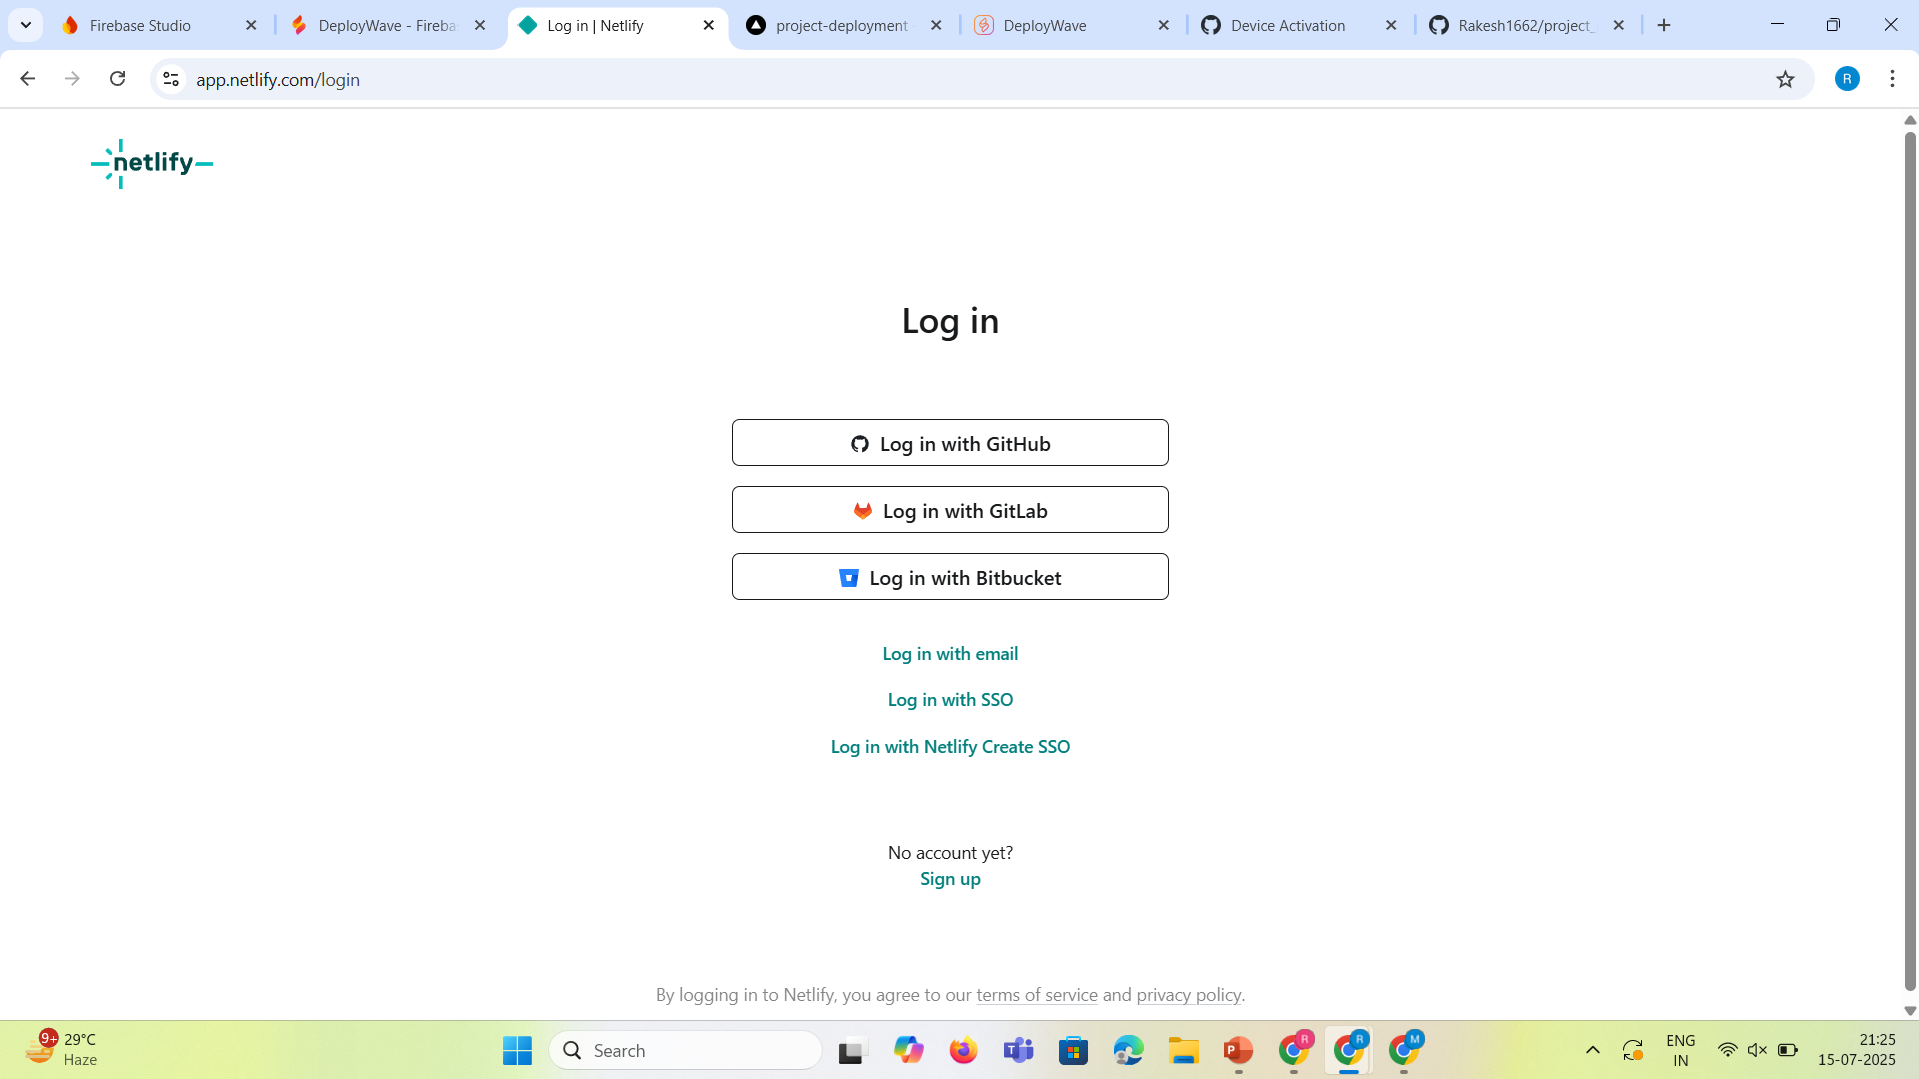 Firebase Studio
DeployWave - Fireba
Log in | Netlify
project-deployment
DeployWave
Device Activation
Rakesh1662/project_
app.netlify.com/login
R
netlify
Log in
Log in with GitHub
Log in with GitLab
Log in with Bitbucket
Log in with email
Log in with SSO
Log in with Netlify Create SSO
No account yet?
Sign up
By logging in to Netlify, you agree to our terms of service and privacy policy.
9+
29°C
Haze
Search
T
P
R
R
M
ENG
IN
21:25
15-07-2025